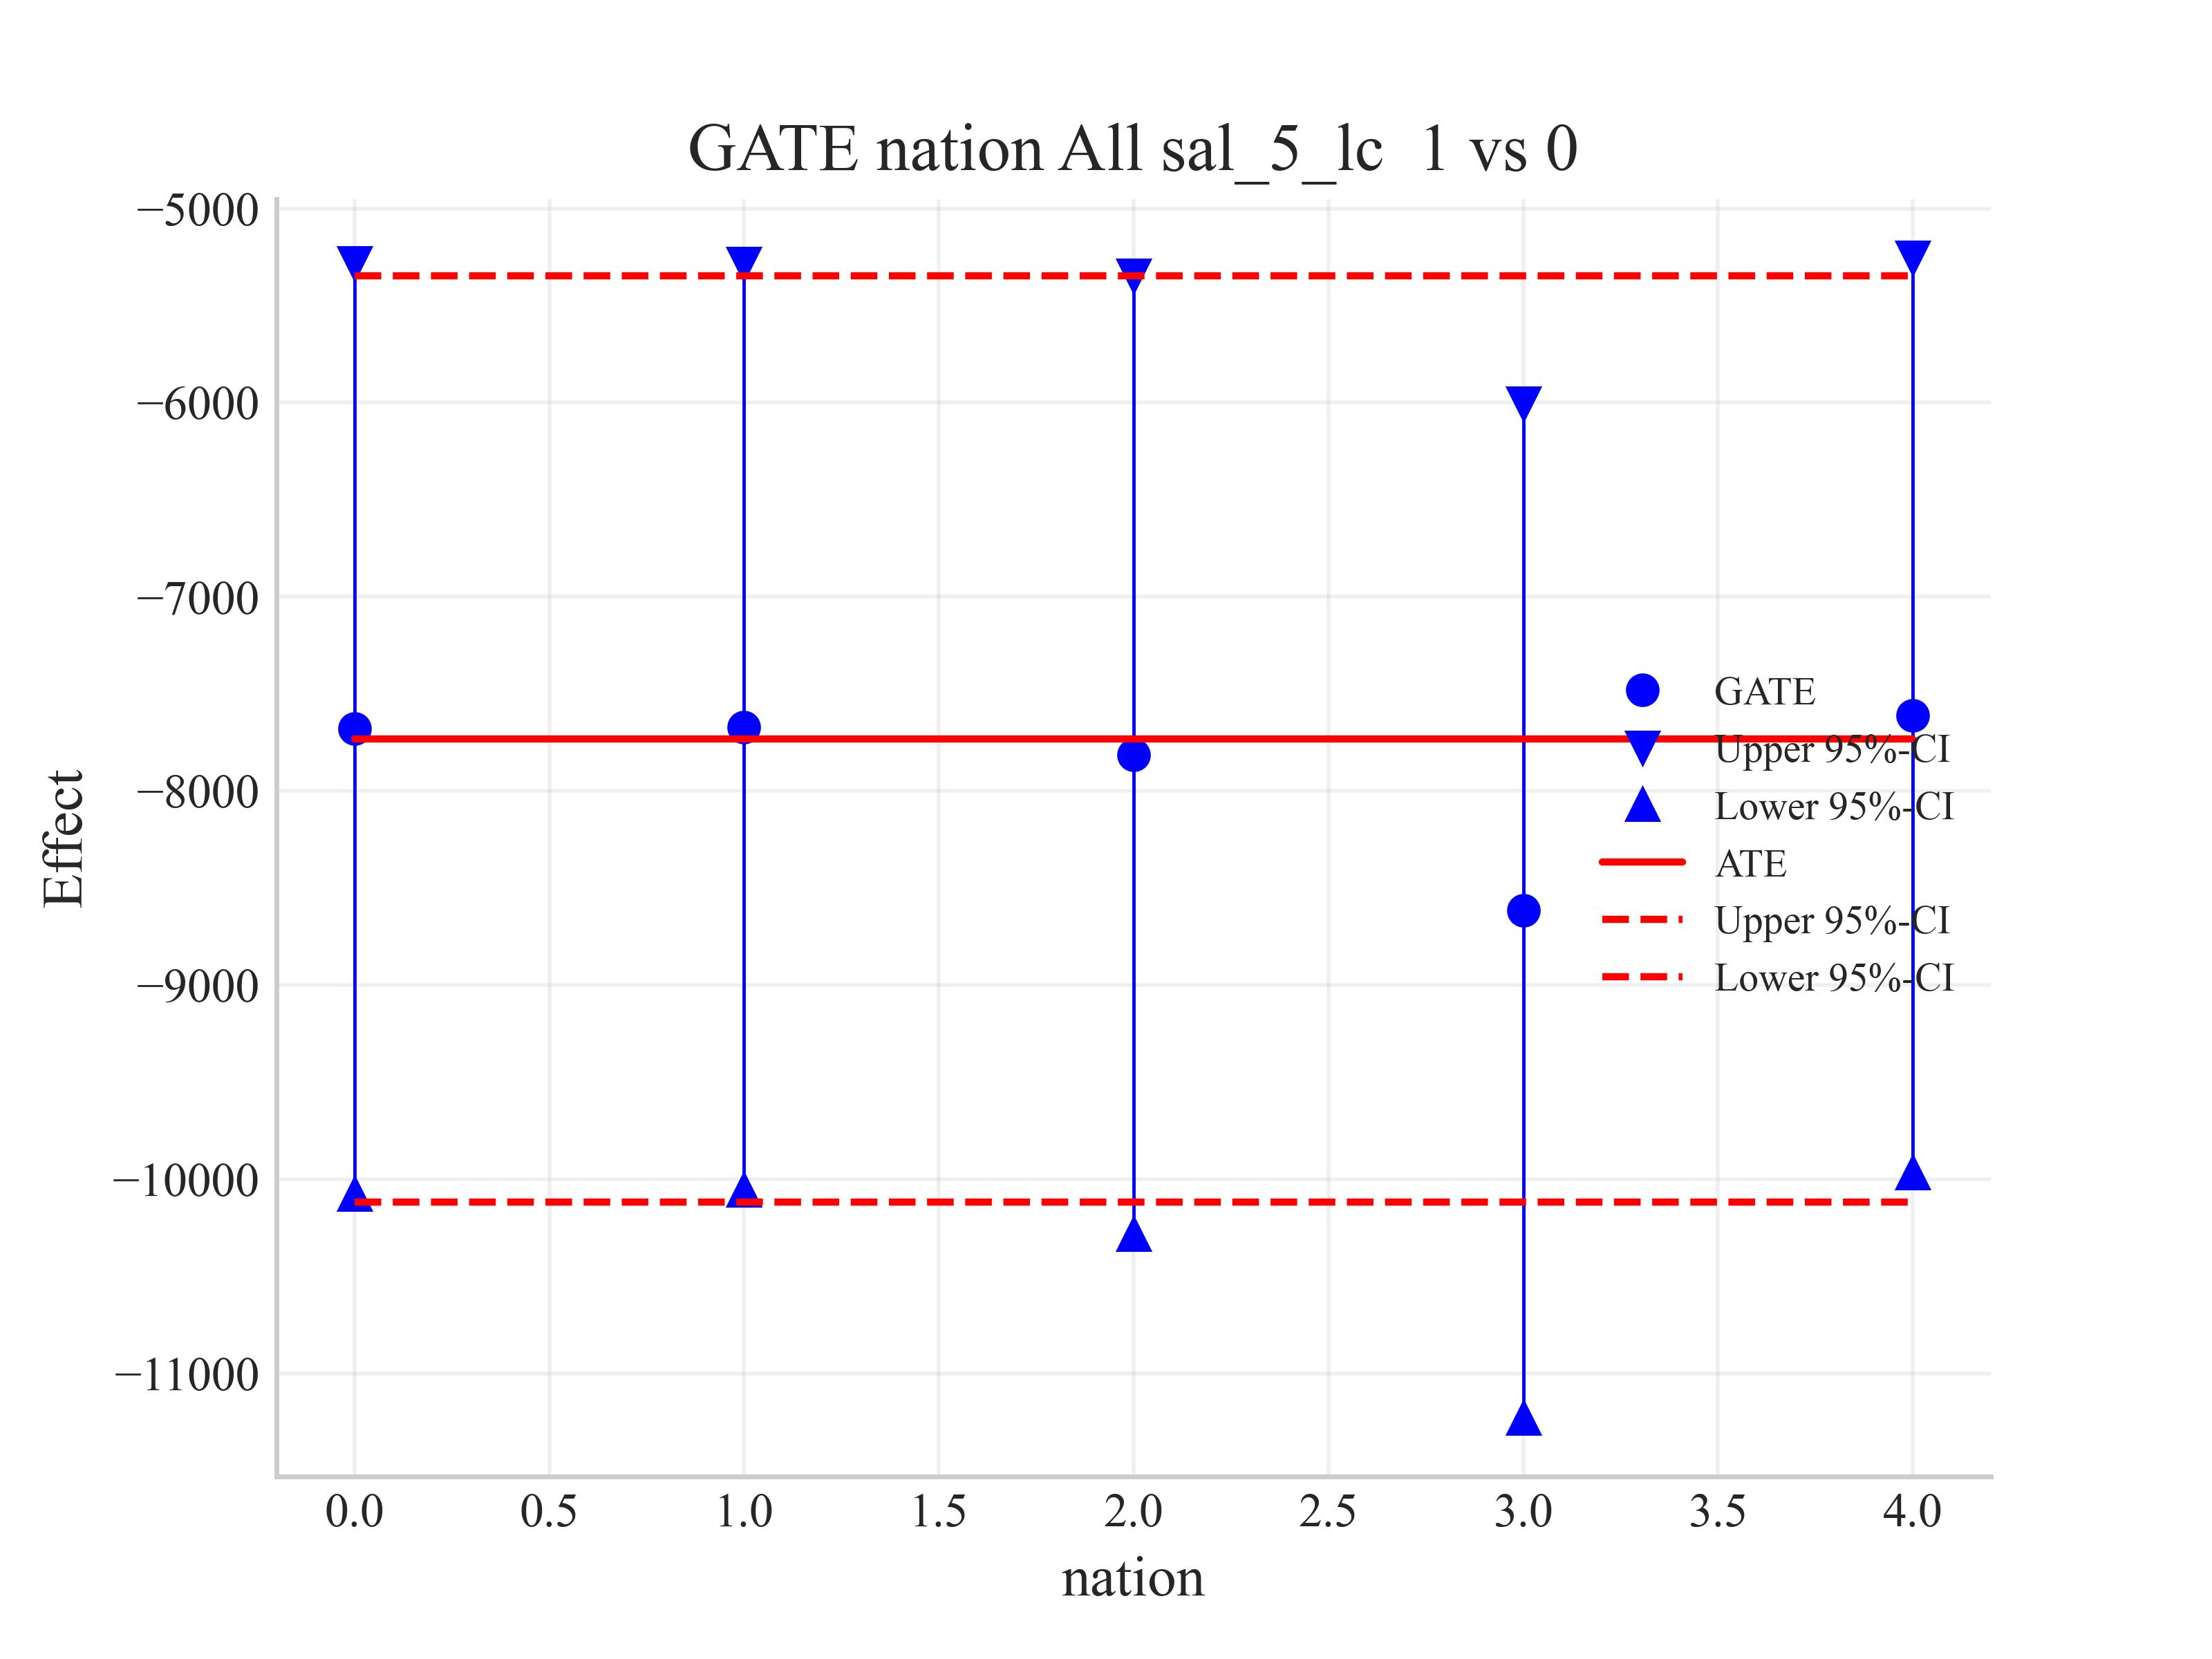 GATE nation All sal_5_lc  1 vs 0
−5000
−6000
−7000
−8000
−9000
−10000
−11000
Effect
GATE
Upper 95%-CI
Lower 95%-CI
ATE
Upper 95%-CI
Lower 95%-CI
0.0 0.5 1.0 1.5 2.0 2.5 3.0 3.5 4.0
nation